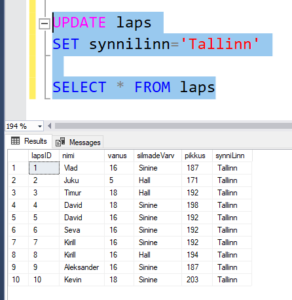 UPDATE laps
SET synnilinn='Tallinn'
SELECT * FROM laps
194 %
Results Messages
lapsID nimi vanus silmadeVarv pikkus synniLinn
1 1 Vlad 16 Sinine 187 Tallinn
2 2 Juku 5 Hall 171 Tallinn
3 3 Timur 18 Hall 192 Tallinn
4 4 David 18 Sinine 198 Tallinn
5 5 David 16 Sinine 192 Tallinn
6 6 Seva 16 Sinine 192 Tallinn
7 7 Kirill 16 Sinine 192 Tallinn
8 8 Kirill 16 Hall 194 Tallinn
9 9 Aleksander 16 Sinine 187 Tallinn
10 10 Kevin 18 Sinine 203 Tallinn